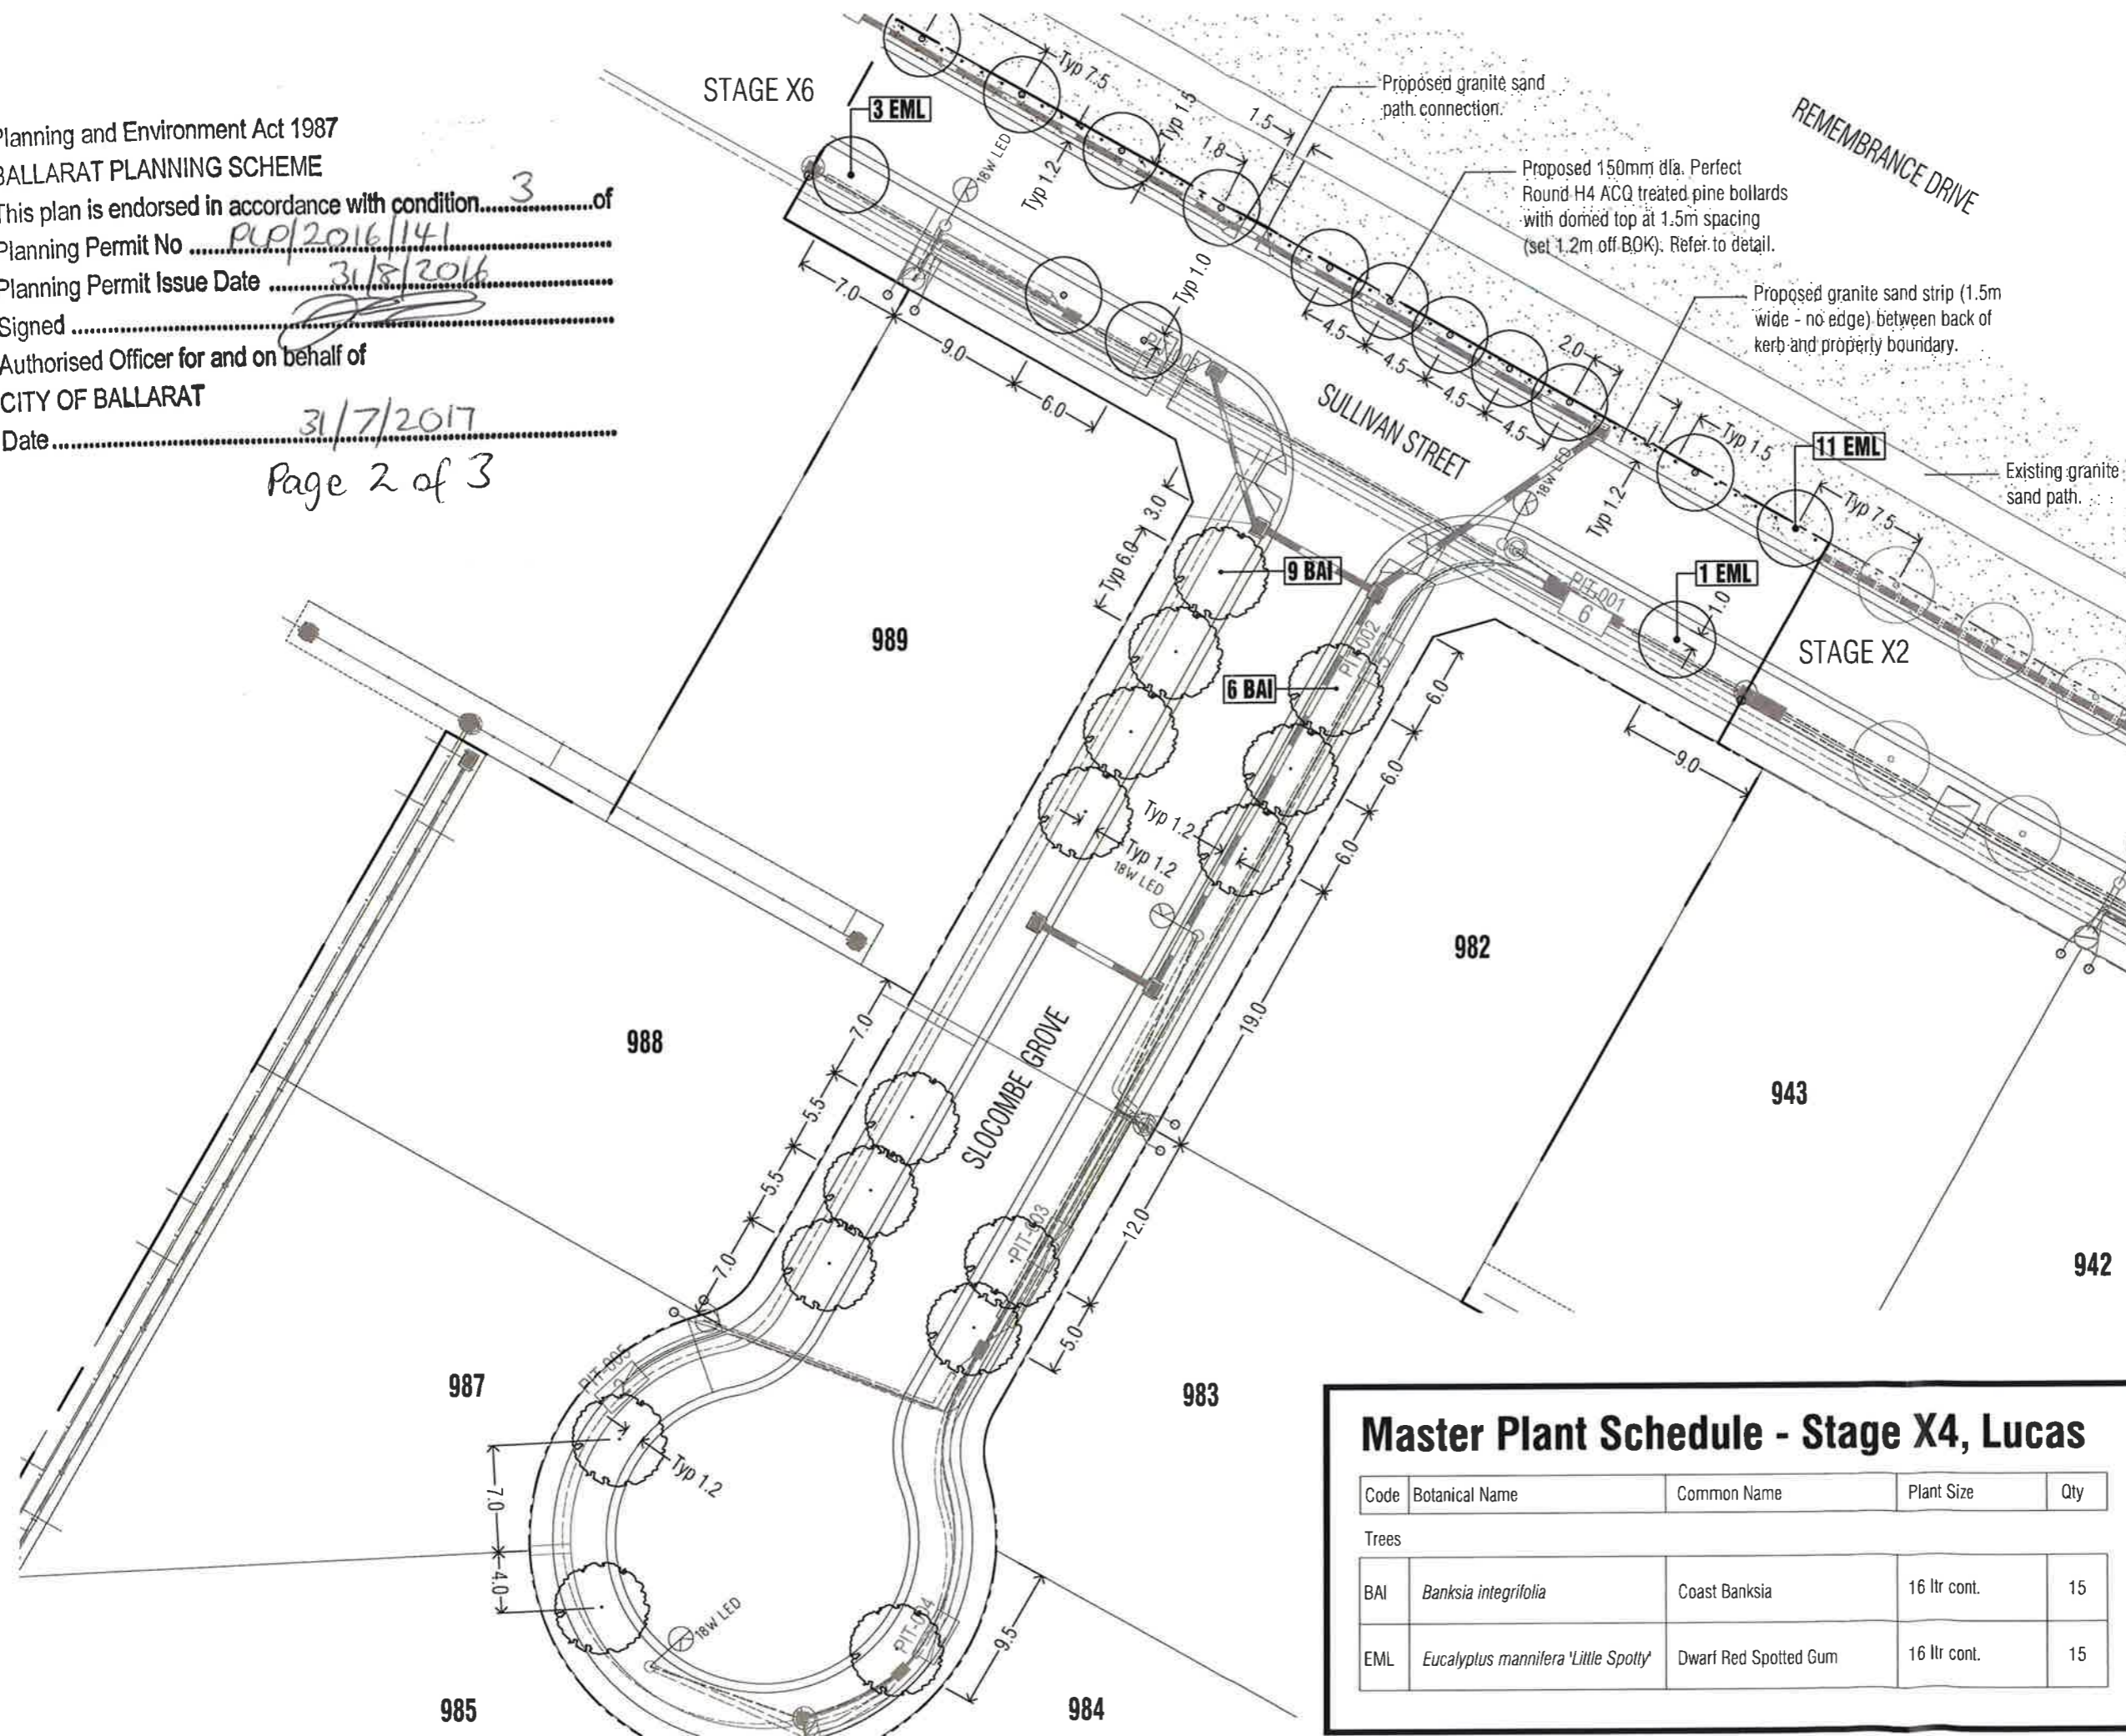 Planning and Environment Act 1987
BALLARAT PLANNING SCHEME
This plan is endorsed in accordance with condition 3 of
Planning Permit No PLP/2016/141
Planning Permit Issue Date 31/8/2016
Signed
Authorised Officer for and on behalf of
CITY OF BALLARAT
Date 31/7/2017
Page 2 of 3
STAGE X6
3 EML
18W LED
Typ 7.5
Typ 1.5
Typ 1.2
1.8
1.5
Proposed granite sand
path connection.
REMEMBRANCE DRIVE
Proposed 150mm dia. Perfect
Round H4 ACQ treated pine bollards
with domed top at 1.5m spacing
(set 1.2m off BOK). Refer to detail.
Proposed granite sand strip (1.5m
wide - no edge) between back of
kerb and property boundary.
7.0
9.0
6.0
Typ 1.0
4.5
4.5
4.5
4.5
2.0
SULLIVAN STREET
18W LED
Typ 1.5
11 EML
Existing granite
sand path.
Typ 1.2
Typ 7.5
3.0
Typ 6.0
9 BAI
1 EML
PIT-001
6
1.0
STAGE X2
989
6 BAI
PIT-002
6.0
6.0
6.0
9.0
Typ 1.2
Typ 1.2
18W LED
982
988
7.0
19.0
SLOCOMBE GROVE
5.5
5.5
7.0
943
PIT-003
12.0
5.0
942
987
PIT-005
983
Typ 1.2
7.0
4.0
18W LED
PIT-004
9.5
985
984
Master Plant Schedule - Stage X4, Lucas
Code Botanical Name Common Name Plant Size Qty
Trees
BAI Banksia integrifolia Coast Banksia 16 ltr cont. 15
EML Eucalyptus mannifera 'Little Spotty' Dwarf Red Spotted Gum 16 ltr cont. 15